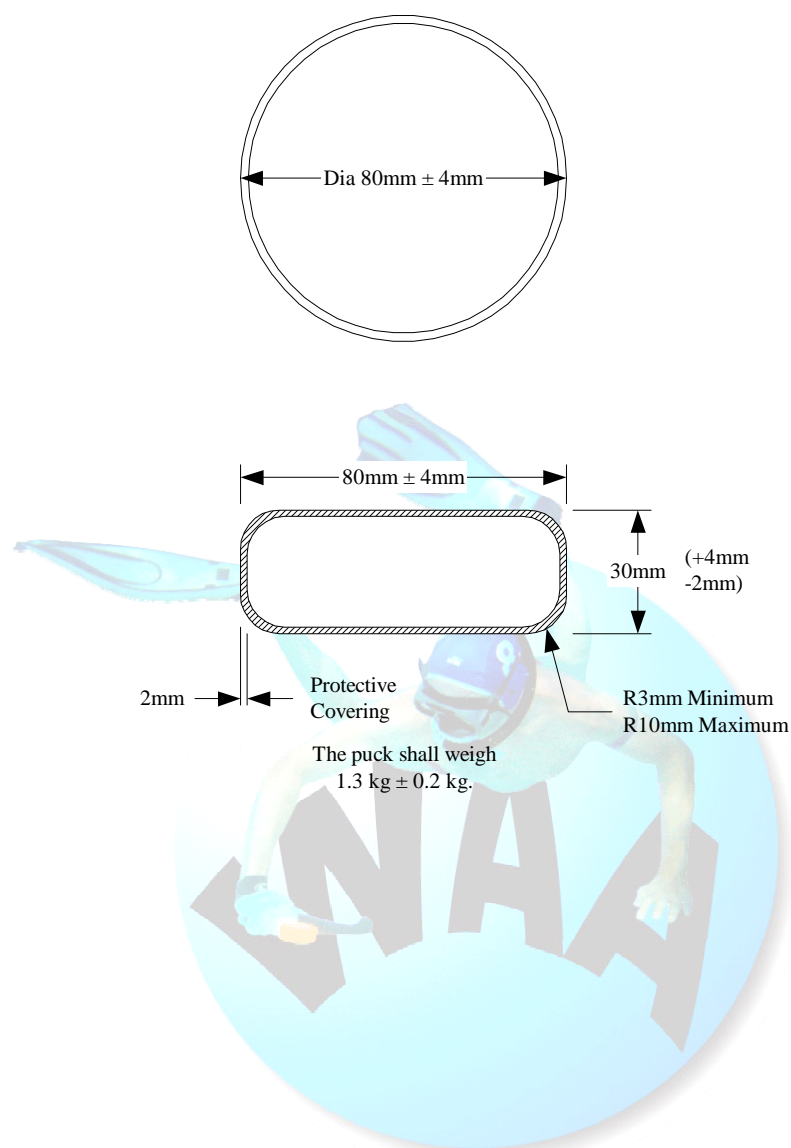 Dia 80mm ± 4mm
80mm ± 4mm
30mm
(+4mm
-2mm)
2mm
Protective
Covering
R3mm Minimum
R10mm Maximum
The puck shall weigh
1.3 kg ± 0.2 kg.
WAA